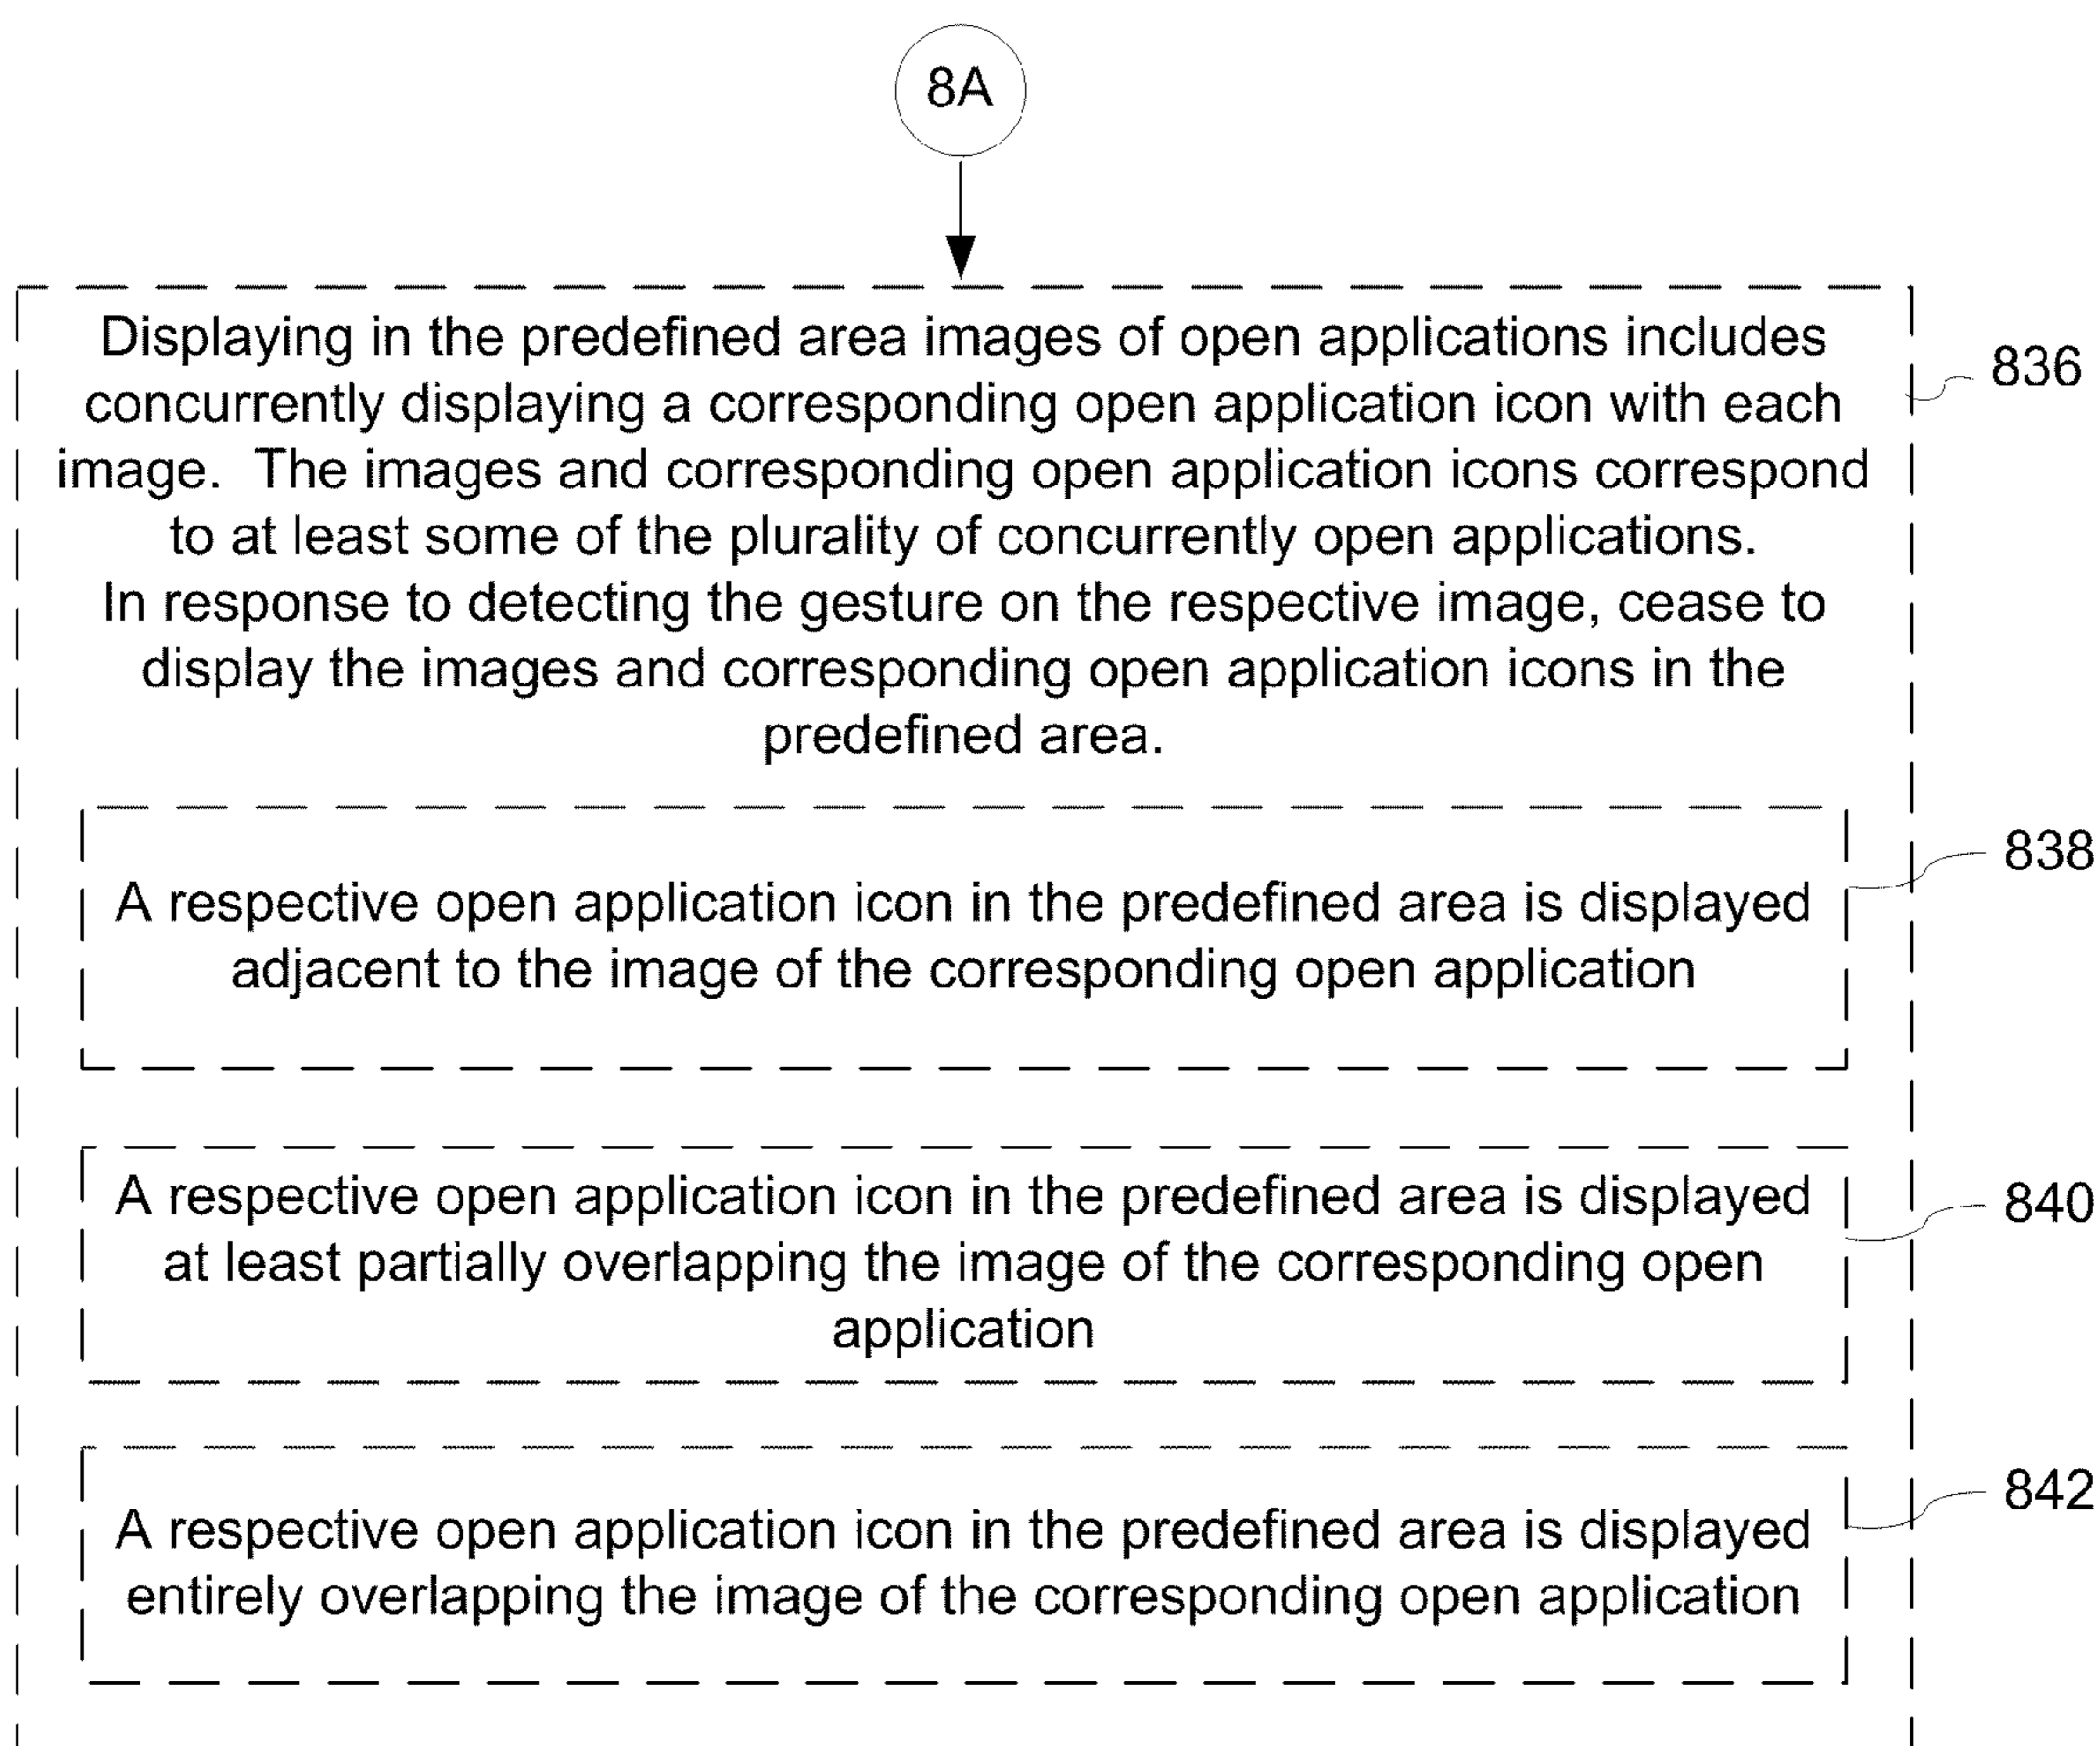 8A
Displaying in the predefined area images of open applications includes
concurrently displaying a corresponding open application icon with each
image.  The images and corresponding open application icons correspond
to at least some of the plurality of concurrently open applications.
In response to detecting the gesture on the respective image, cease to
display the images and corresponding open application icons in the
predefined area.
836
A respective open application icon in the predefined area is displayed
adjacent to the image of the corresponding open application
838
A respective open application icon in the predefined area is displayed
at least partially overlapping the image of the corresponding open
application
840
A respective open application icon in the predefined area is displayed
entirely overlapping the image of the corresponding open application
842